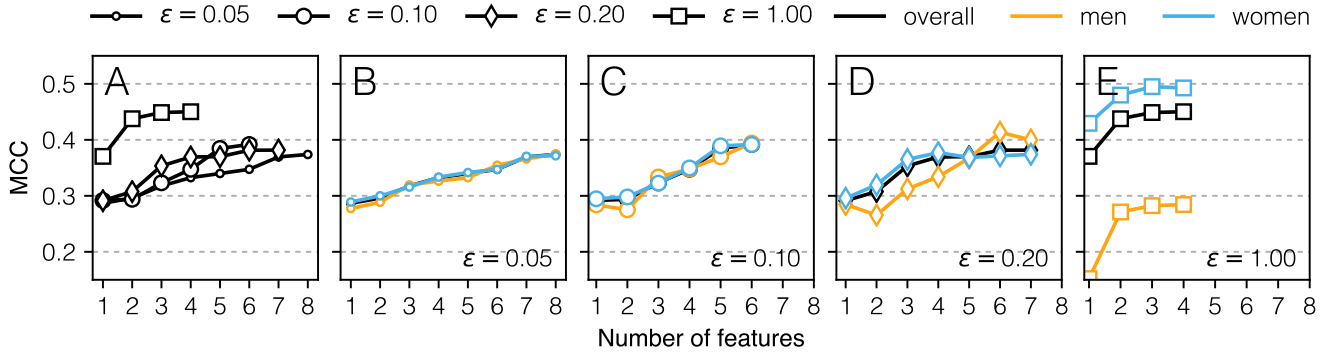 ε = 0.05 ε = 0.10 ε = 0.20 ε = 1.00 overall men women
A B C D E
0.5
0.4
0.3
0.2
MCC
ε = 0.05 ε = 0.10 ε = 0.20 ε = 1.00
1 2 3 4 5 6 7 8 1 2 3 4 5 6 7 8 1 2 3 4 5 6 7 8 1 2 3 4 5 6 7 8 1 2 3 4 5 6 7 8
Number of features